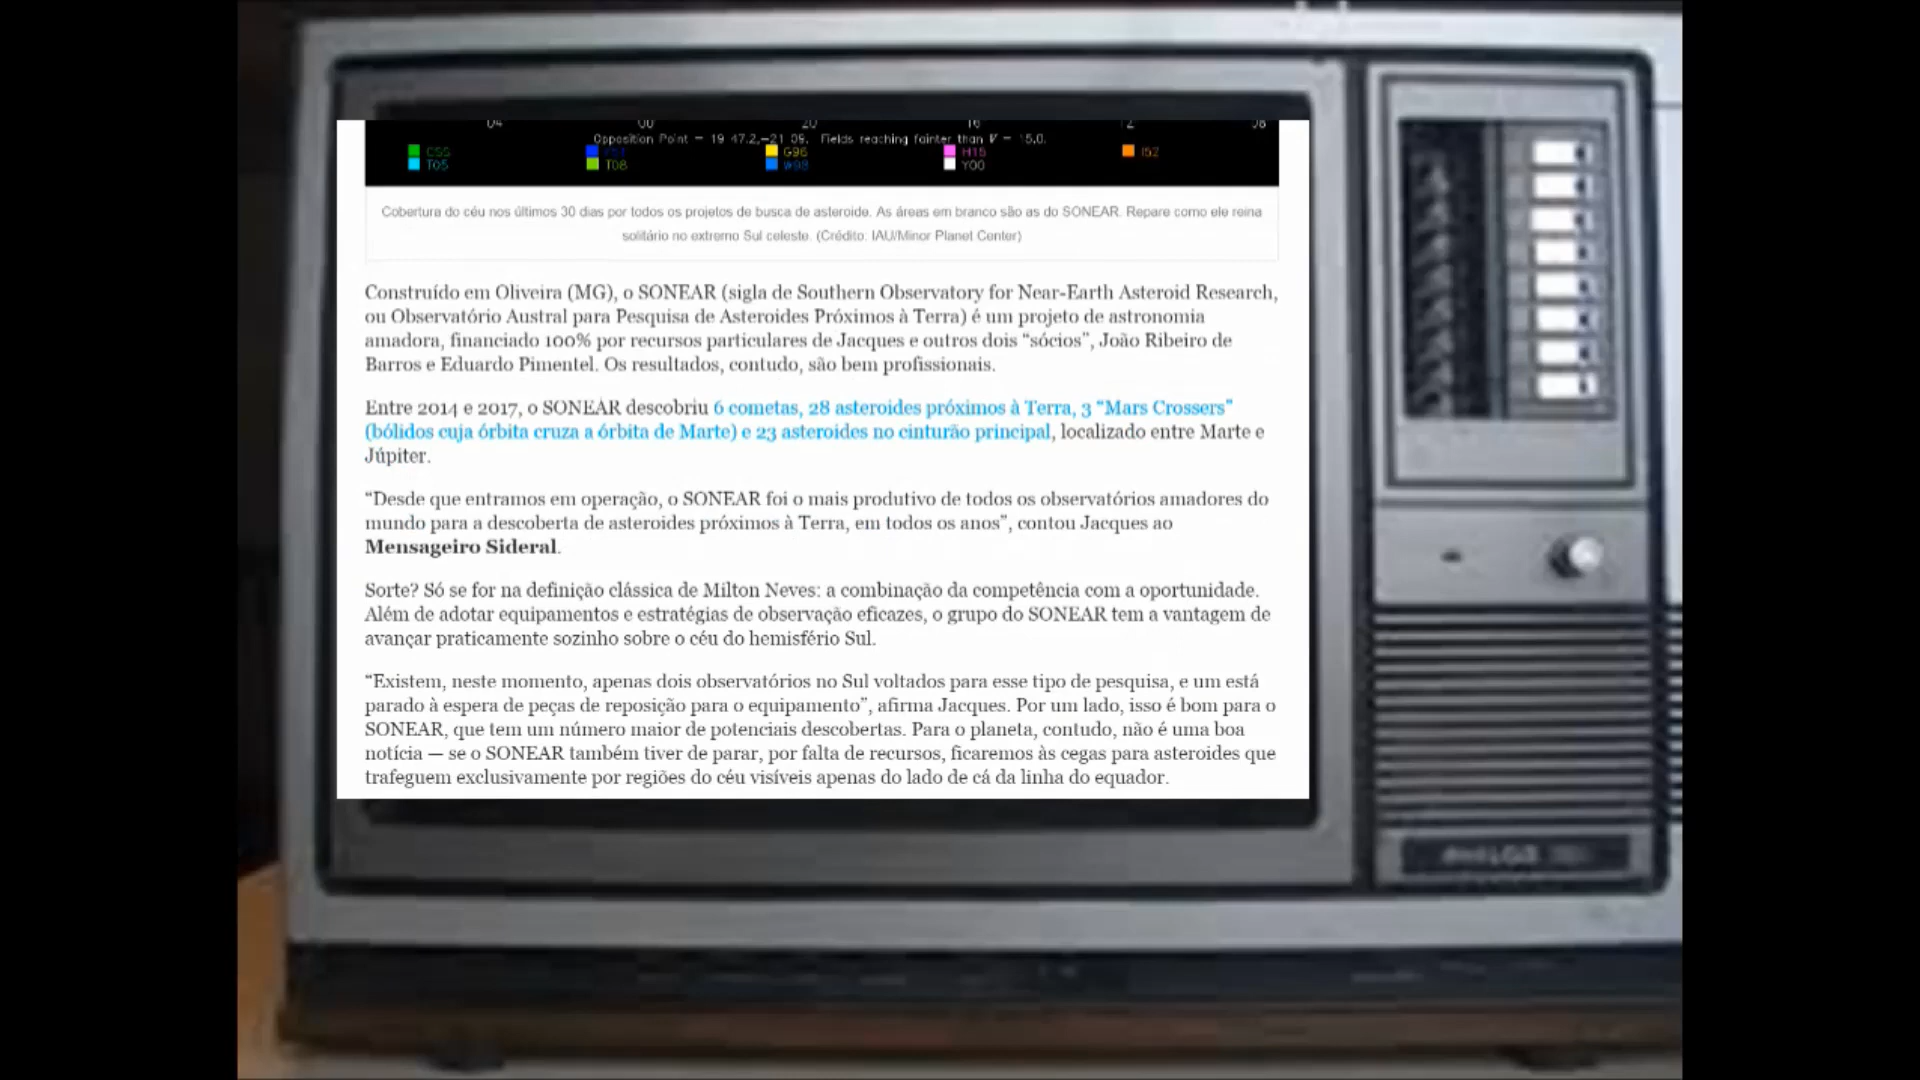 04 00 20 16 12 08
Opposition Point = 19 47.2,-21 09. Fields reaching fainter than V = 15.0.
CSS G96 H15 I52
T05 T08 W93 Y00
Cobertura do céu nos últimos 30 dias por todos os projetos de busca de asteroide. As áreas em branco são as do SONEAR. Repare como ele reina
solitário no extremo Sul celeste. (Crédito: IAU/Minor Planet Center)
Construído em Oliveira (MG), o SONEAR (sigla de Southern Observatory for Near-Earth Asteroid Research,
ou Observatório Austral para Pesquisa de Asteroides Próximos à Terra) é um projeto de astronomia
amadora, financiado 100% por recursos particulares de Jacques e outros dois “sócios”, João Ribeiro de
Barros e Eduardo Pimentel. Os resultados, contudo, são bem profissionais.
Entre 2014 e 2017, o SONEAR descobriu 6 cometas, 28 asteroides próximos à Terra, 3 “Mars Crossers”
(bólidos cuja órbita cruza a órbita de Marte) e 23 asteroides no cinturão principal, localizado entre Marte e
Júpiter.
“Desde que entramos em operação, o SONEAR foi o mais produtivo de todos os observatórios amadores do
mundo para a descoberta de asteroides próximos à Terra, em todos os anos”, contou Jacques ao
Mensageiro Sideral.
Sorte? Só se for na definição clássica de Milton Neves: a combinação da competência com a oportunidade.
Além de adotar equipamentos e estratégias de observação eficazes, o grupo do SONEAR tem a vantagem de
avançar praticamente sozinho sobre o céu do hemisfério Sul.
“Existem, neste momento, apenas dois observatórios no Sul voltados para esse tipo de pesquisa, e um está
parado à espera de peças de reposição para o equipamento”, afirma Jacques. Por um lado, isso é bom para o
SONEAR, que tem um número maior de potenciais descobertas. Para o planeta, contudo, não é uma boa
notícia — se o SONEAR também tiver de parar, por falta de recursos, ficaremos às cegas para asteroides que
trafeguem exclusivamente por regiões do céu visíveis apenas do lado de cá da linha do equador.